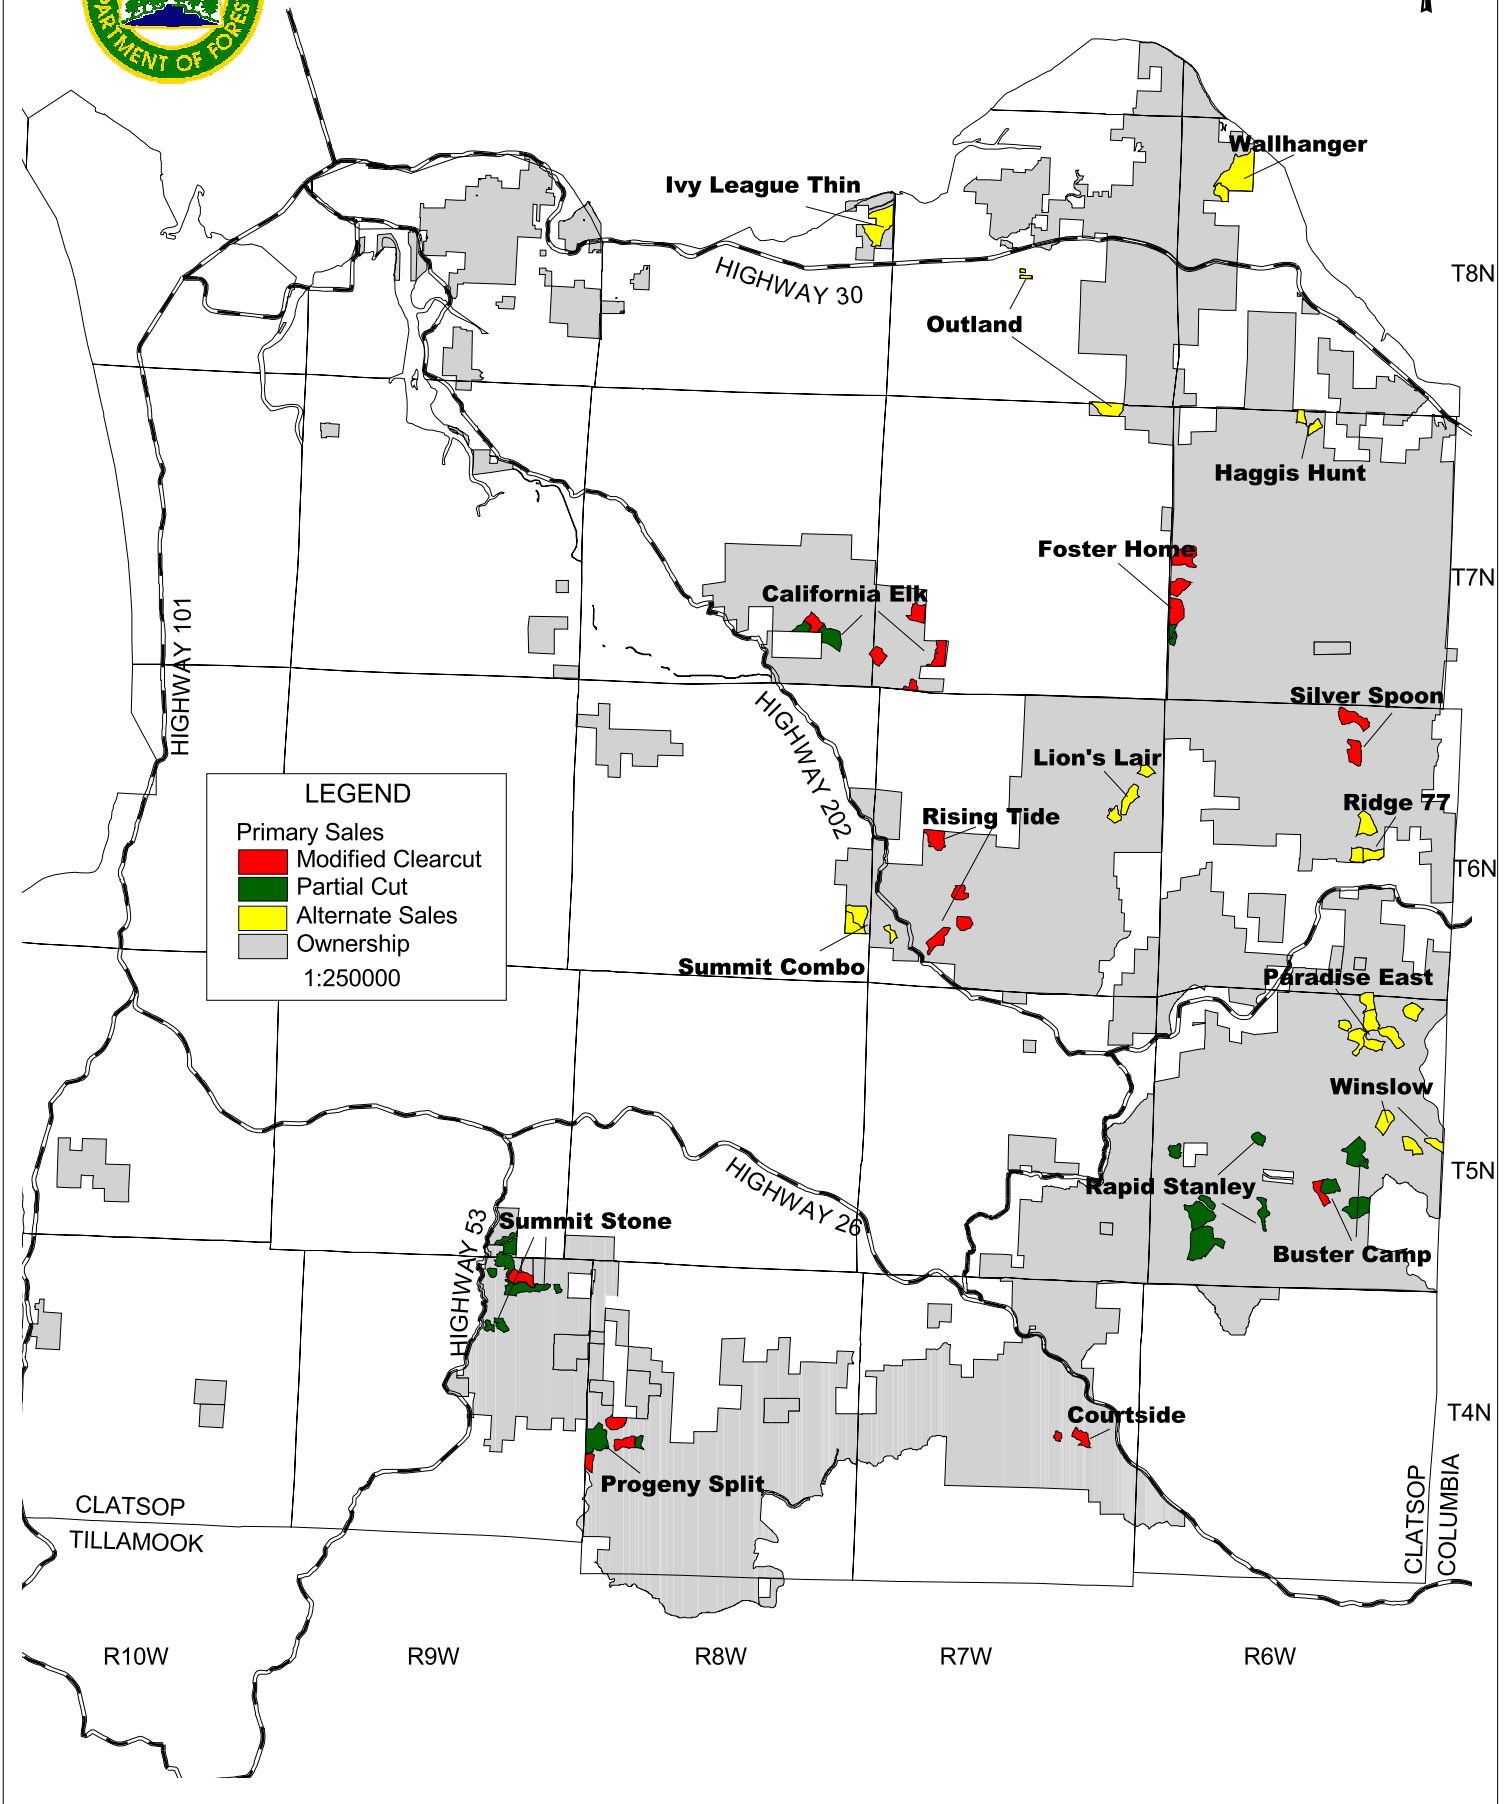 PARTMENT OF FORES
Wallhanger
Ivy League Thin
T8N
HIGHWAY 30
Outland
Haggis Hunt
Foster Home
T7N
California Elk
HIGHWAY 101
Silver Spoon
HIGHWAY 202
Lion's Lair
LEGEND
Primary Sales
Modified Clearcut
Partial Cut
Alternate Sales
Ownership
1:250000
Rising Tide
Ridge 77
T6N
Summit Combo
Paradise East
Winslow
HIGHWAY 26
T5N
Rapid Stanley
HIGHWAY 53
Summit Stone
Buster Camp
Courtside
T4N
Progeny Split
CLATSOP
TILLAMOOK
CLATSOP
COLUMBIA
R10W
R9W
R8W
R7W
R6W